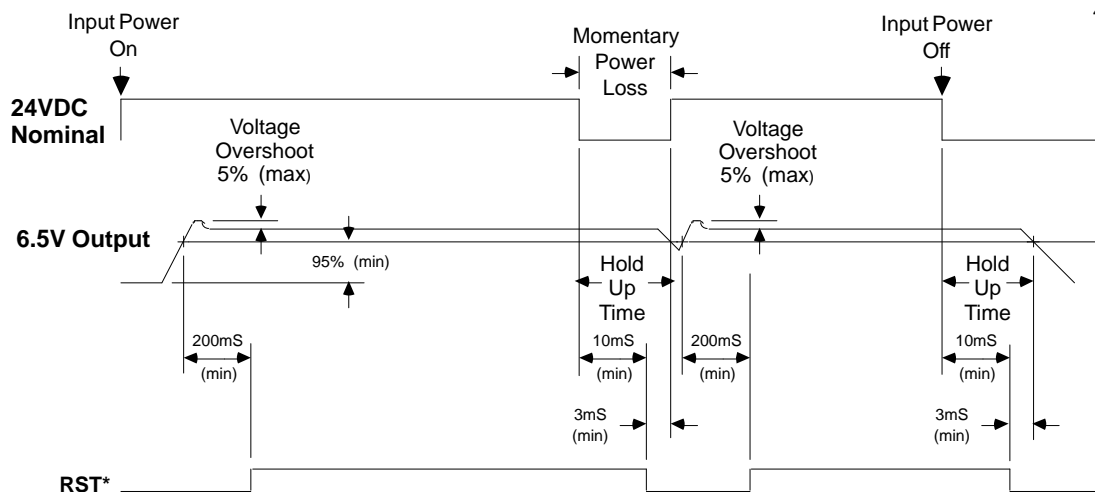 Input Power
On
Momentary
Power
Loss
Input Power
Off
24VDC
Nominal
Voltage
Overshoot
5% (max)
Voltage
Overshoot
5% (max)
6.5V Output
95% (min)
Hold
Up
Time
Hold
Up
Time
200mS
(min)
10mS
(min)
200mS
(min)
10mS
(min)
3mS
(min)
3mS
(min)
RST*